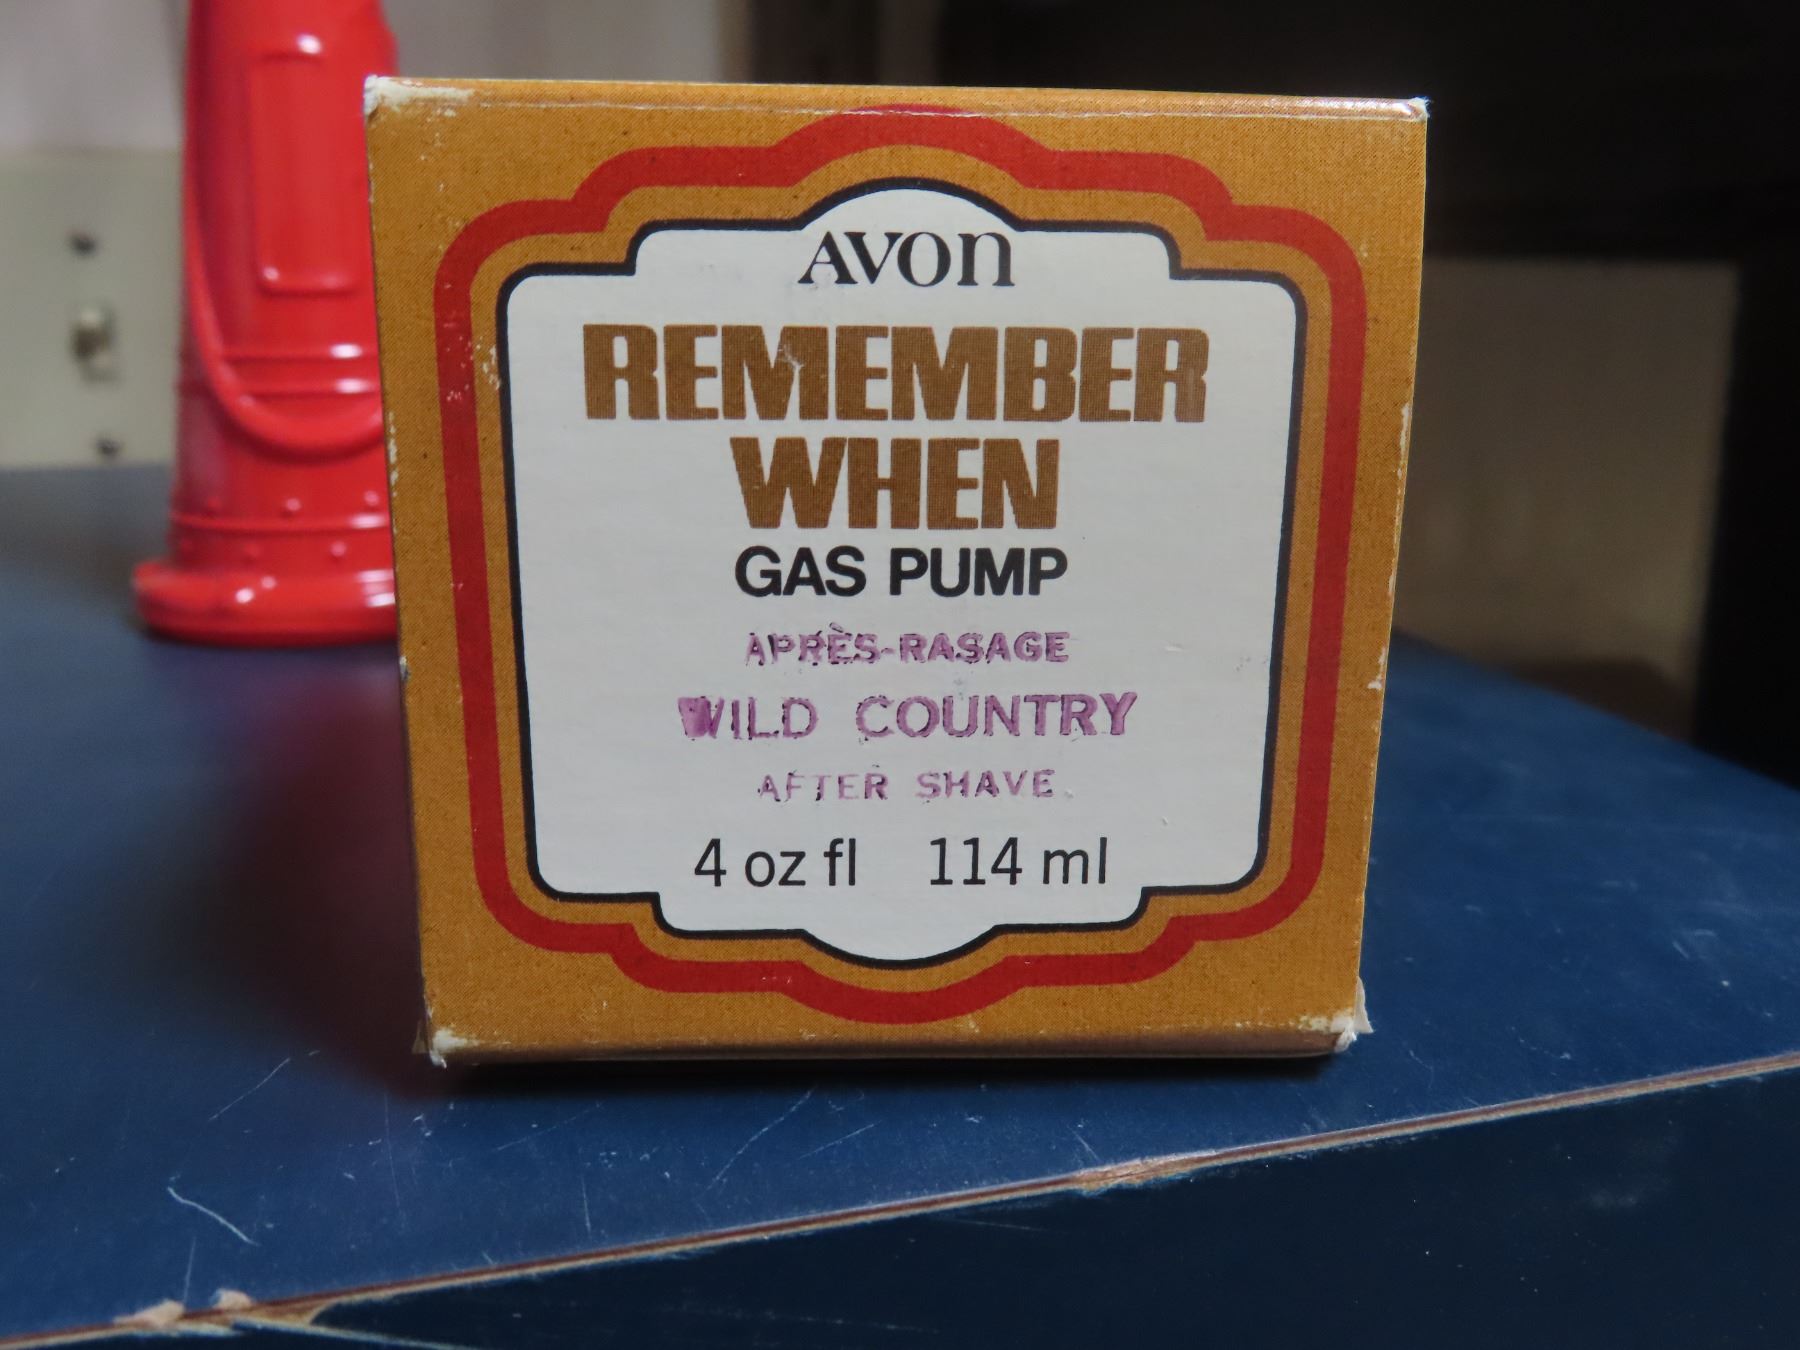 AVON
REMEMBER
WHEN
GAS PUMP
APRÈS-RASAGE
WILD COUNTRY
AFTER SHAVE
4 oz fl 114 ml